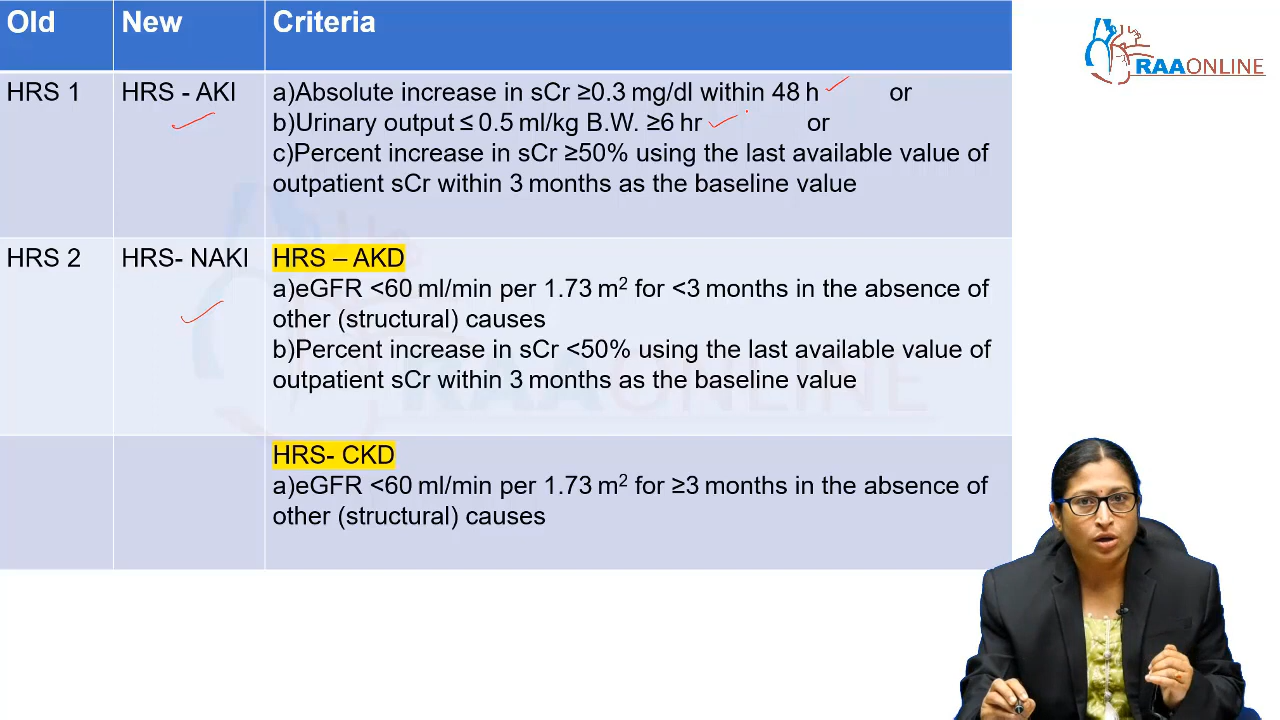 Old New Criteria
RAAONLINE
HRS 1 HRS - AKI a)Absolute increase in sCr ≥0.3 mg/dl within 48 h or
b)Urinary output ≤ 0.5 ml/kg B.W. ≥6 hr or
c)Percent increase in sCr ≥50% using the last available value of
outpatient sCr within 3 months as the baseline value
HRS 2 HRS- NAKI HRS – AKD
a)eGFR <60 ml/min per 1.73 m² for <3 months in the absence of
other (structural) causes
b)Percent increase in sCr <50% using the last available value of
outpatient sCr within 3 months as the baseline value
RAAONLINE
HRS- CKD
a)eGFR <60 ml/min per 1.73 m² for ≥3 months in the absence of
other (structural) causes